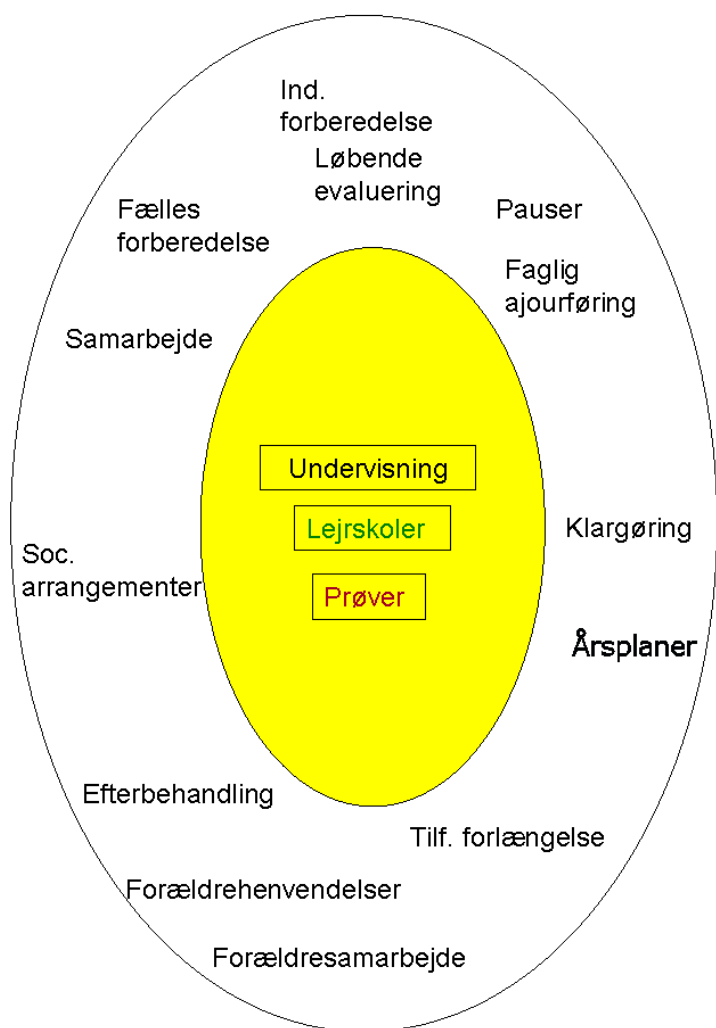 Ind.
forberedelse
Løbende
evaluering
Pauser
Fælles
forberedelse
Faglig
ajourføring
Samarbejde
Undervisning
Lejrskoler
Klargøring
Soc.
arrangementer
Prøver
Årsplaner
Efterbehandling
Tilf. forlængelse
Forældrehenvendelser
Forældresamarbejde